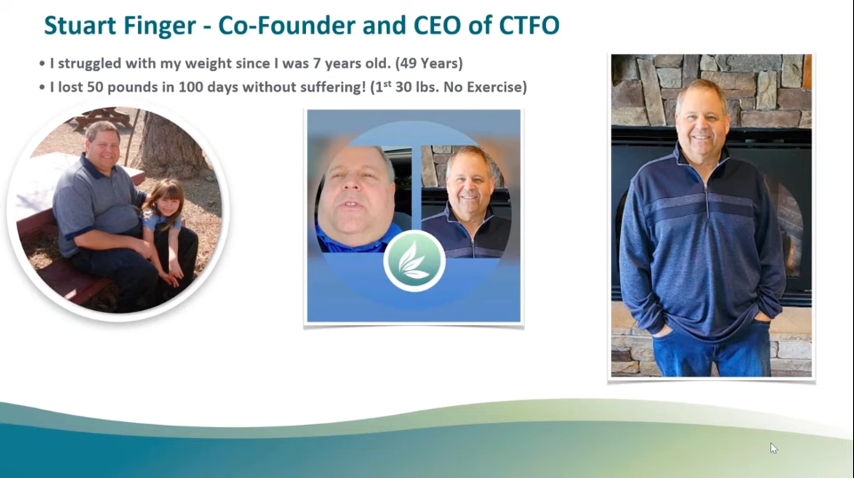 Stuart Finger - Co-Founder and CEO of CTFO
• I struggled with my weight since I was 7 years old. (49 Years)
• I lost 50 pounds in 100 days without suffering! (1st 30 lbs. No Exercise)